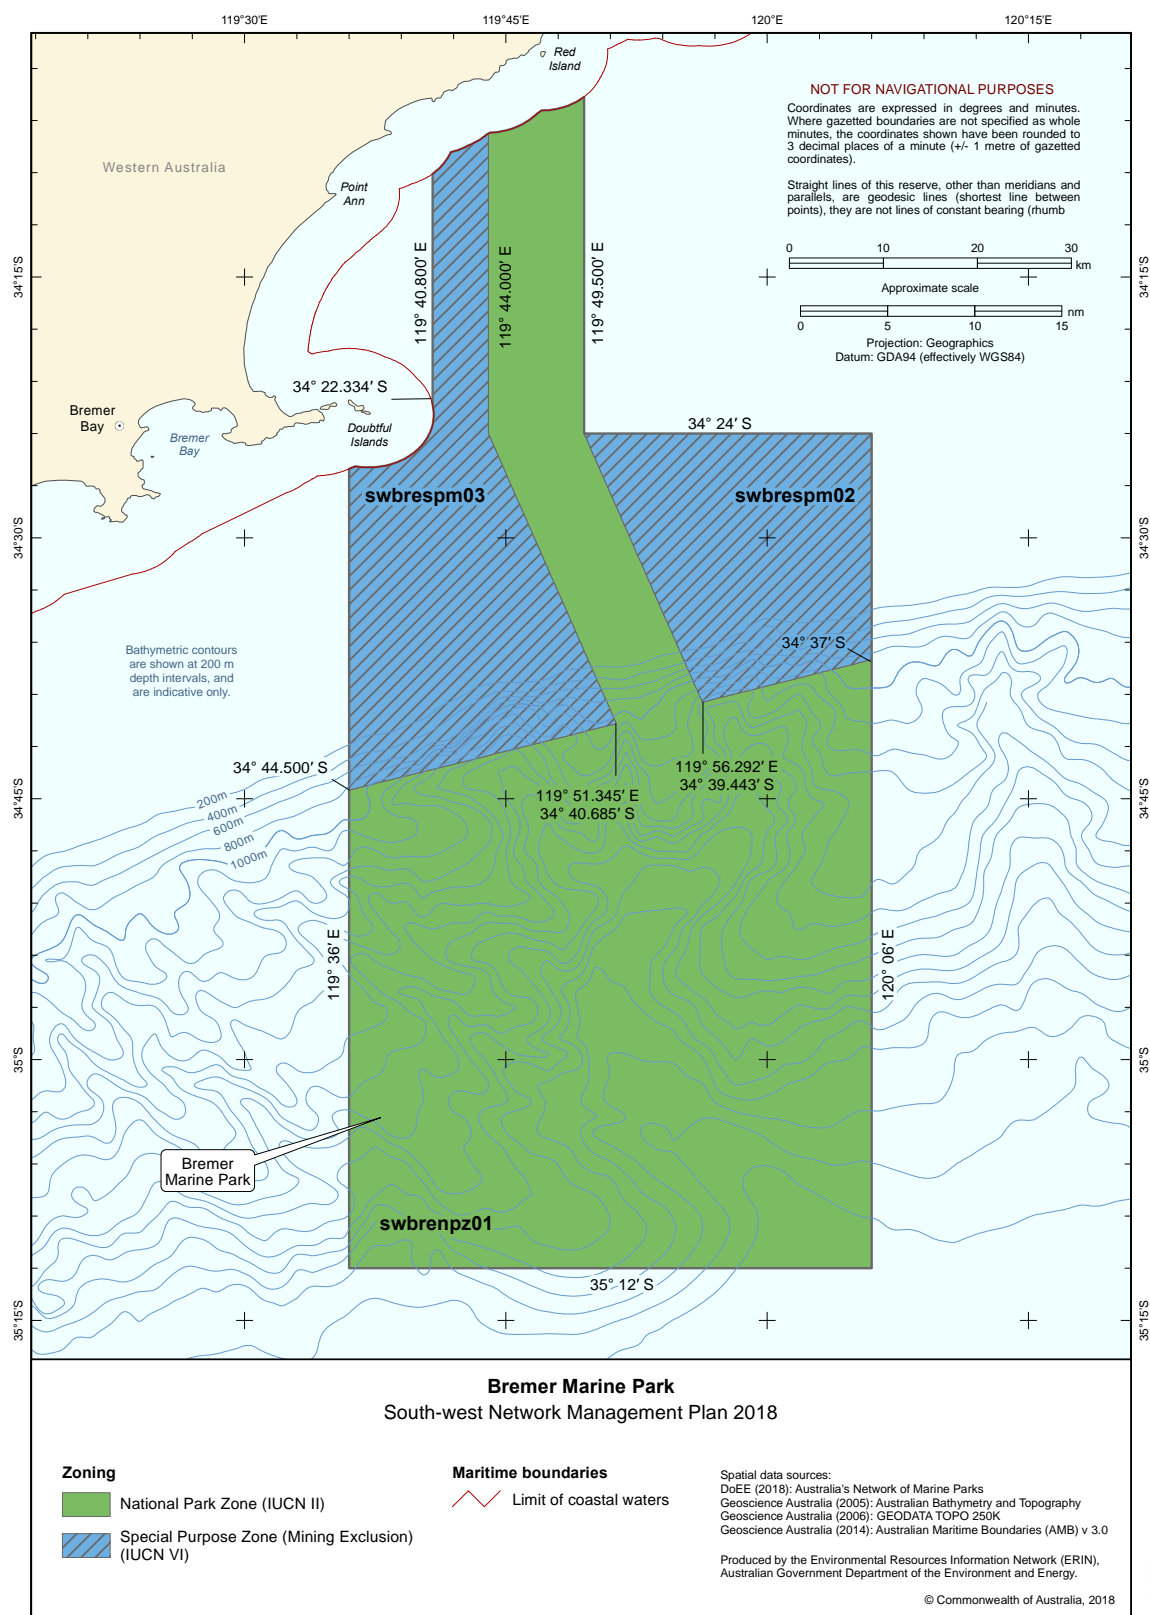 119°30'E
119°45'E
120°E
120°15'E
Red
Island
NOT FOR NAVIGATIONAL PURPOSES
Coordinates are expressed in degrees and minutes.
Where gazetted boundaries are not specified as whole
minutes, the coordinates shown have been rounded to
3 decimal places of a minute (+/- 1 metre of gazetted
coordinates).
Straight lines of this reserve, other than meridians and
parallels, are geodesic lines (shortest line between
points), they are not lines of constant bearing (rhumb
Western Australia
Point
Ann
0 10 20 30
km
Approximate scale
nm
0 5 10 15
Projection: Geographics
Datum: GDA94 (effectively WGS84)
34°15'S
34°15'S
119° 40.800' E
119° 44.000' E
119° 49.500' E
34° 22.334' S
Bremer
Bay
Bremer
Bay
Doubtful
Islands
34° 24' S
swbrespm03
swbrespm02
34°30'S
34°30'S
Bathymetric contours
are shown at 200 m
depth intervals, and
are indicative only.
34° 37' S
34° 44.500' S
119° 56.292' E
34° 39.443' S
119° 51.345' E
34° 40.685' S
34°45'S
34°45'S
200m
400m
600m
800m
1000m
119° 36' E
120° 06' E
35°S
35°S
Bremer
Marine Park
swbrenpz01
35° 12' S
35°15'S
35°15'S
Bremer Marine Park
South-west Network Management Plan 2018
Zoning
National Park Zone (IUCN II)
Special Purpose Zone (Mining Exclusion)
(IUCN VI)
Maritime boundaries
Limit of coastal waters
Spatial data sources:
DoEE (2018): Australia's Network of Marine Parks
Geoscience Australia (2005): Australian Bathymetry and Topography
Geoscience Australia (2006): GEODATA TOPO 250K
Geoscience Australia (2014): Australian Maritime Boundaries (AMB) v 3.0
Produced by the Environmental Resources Information Network (ERIN),
Australian Government Department of the Environment and Energy.
© Commonwealth of Australia, 2018